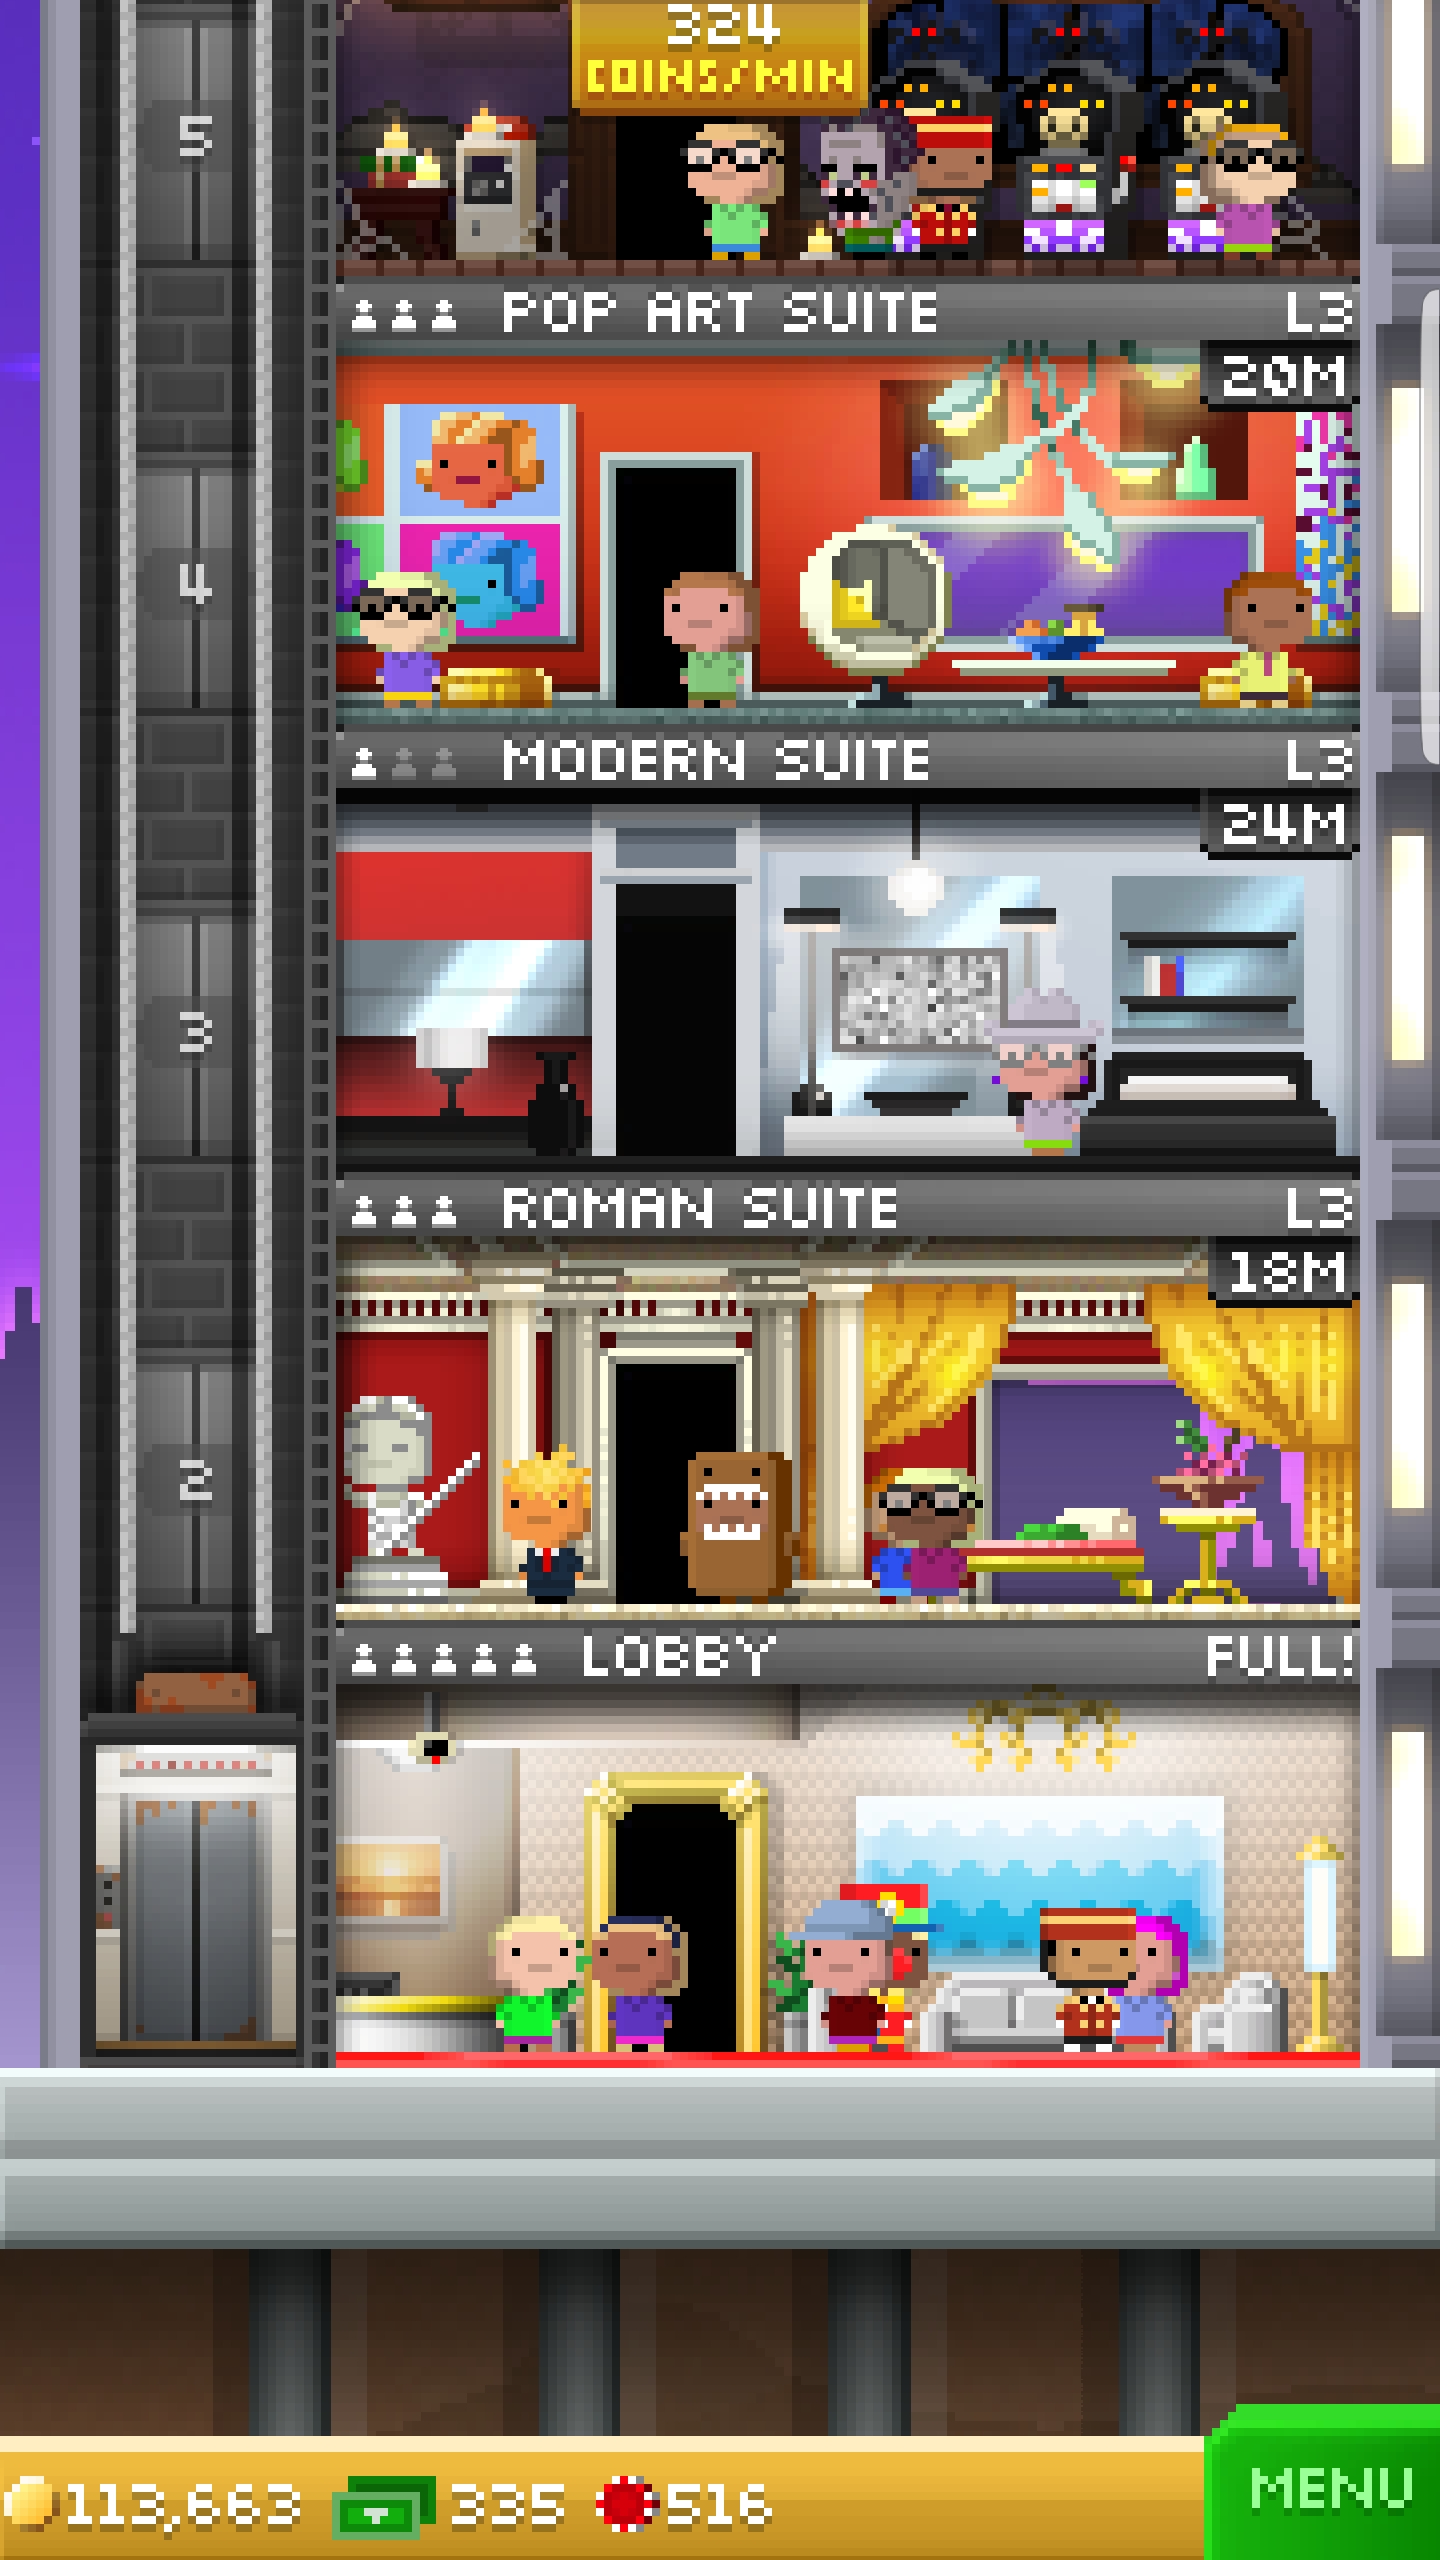 324
COINS/MIN
5
POP ART SUITE L3
20M
4
MODERN SUITE L3
24M
3
ROMAN SUITE L3
18M
2
LOBBY FULL!
113,663 335 516
MENU